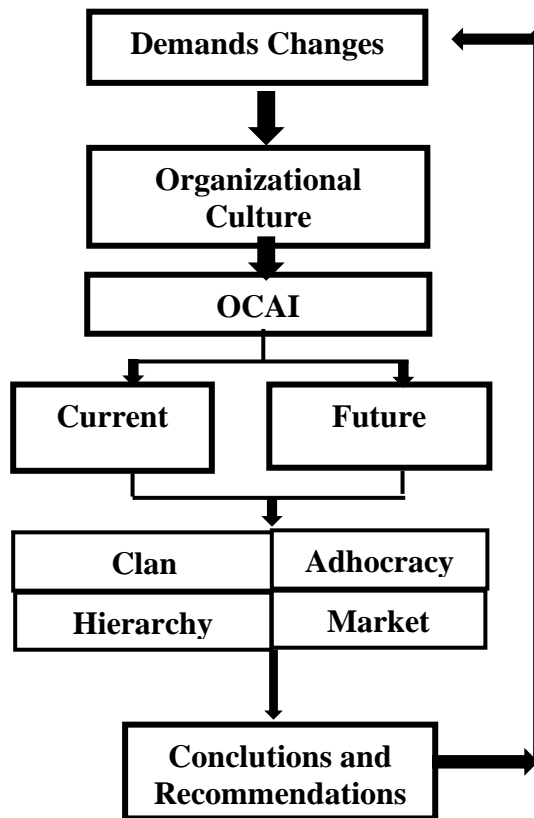 Demands Changes
Organizational
Culture
OCAI
Current
Future
Clan
Adhocracy
Hierarchy
Market
Conclutions and
Recommendations